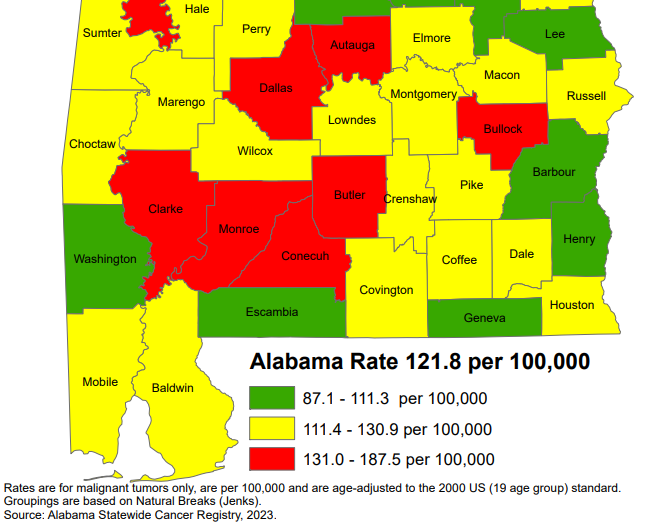 Hale
Sumter
Perry
Autauga
Elmore
Lee
Dallas
Macon
Marengo
Montgomery
Russell
Lowndes
Choctaw
Bullock
Wilcox
Barbour
Clarke
Butler
Crenshaw
Pike
Monroe
Washington
Conecuh
Coffee
Dale
Henry
Covington
Escambia
Geneva
Houston
Mobile
Baldwin
Alabama Rate 121.8 per 100,000
87.1 - 111.3 per 100,000
111.4 - 130.9 per 100,000
131.0 - 187.5 per 100,000
Rates are for malignant tumors only, are per 100,000 and are age-adjusted to the 2000 US (19 age group) standard.
Groupings are based on Natural Breaks (Jenks).
Source: Alabama Statewide Cancer Registry, 2023.